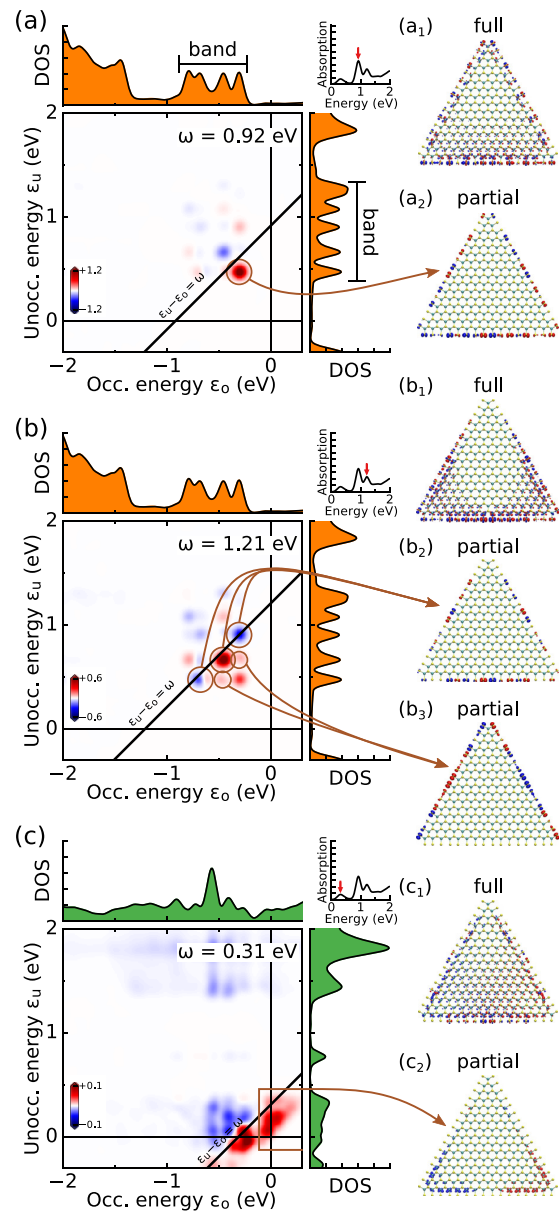 (a)
DOS
band
Absorption
0 1 2
Energy (eV)
(a₁) full
ω = 0.92 eV
2
1
0
Unocc. energy εᵤ (eV)
+1.2
−1.2
εᵤ−εₒ=ω
band
(a₂) partial
−2 −1 0
Occ. energy εₒ (eV)
DOS
(b)
DOS
Absorption
0 1 2
Energy (eV)
(b₁) full
ω = 1.21 eV
2
1
0
Unocc. energy εᵤ (eV)
+0.6
−0.6
εᵤ−εₒ=ω
(b₂) partial
(b₃) partial
−2 −1 0
Occ. energy εₒ (eV)
DOS
(c)
DOS
Absorption
0 1 2
Energy (eV)
(c₁) full
ω = 0.31 eV
2
1
0
Unocc. energy εᵤ (eV)
+0.1
−0.1
εᵤ−εₒ=ω
(c₂) partial
−2 −1 0
Occ. energy εₒ (eV)
DOS